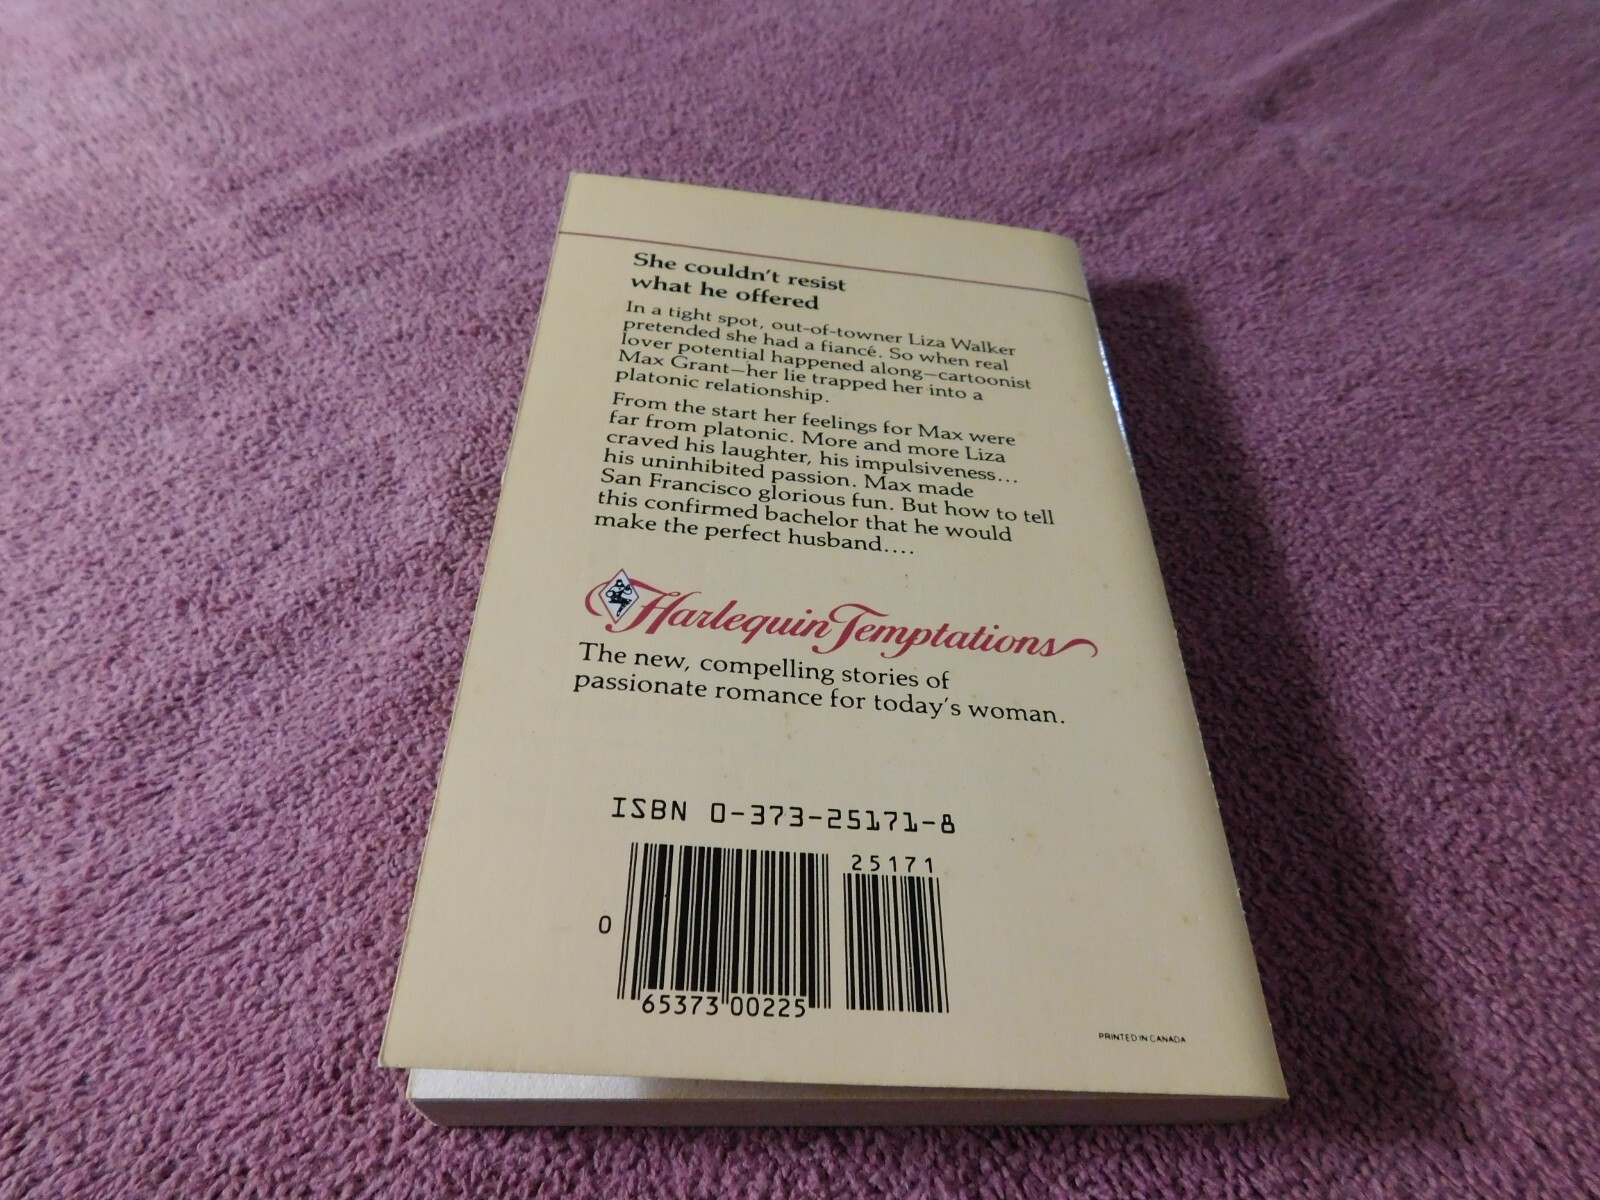 She couldn't resist
what he offered
In a tight spot, out-of-towner Liza Walker
pretended she had a fiancé. So when real
lover potential happened along—cartoonist
Max Grant—her lie trapped her into a
platonic relationship.
From the start her feelings for Max were
far from platonic. More and more Liza
craved his laughter, his impulsiveness...
his uninhibited passion. Max made
San Francisco glorious fun. But how to tell
this confirmed bachelor that he would
make the perfect husband....
Harlequin Temptations
The new, compelling stories of
passionate romance for today's woman.
ISBN 0-373-25171-8
25171
0
65373 00225
PRINTED IN CANADA